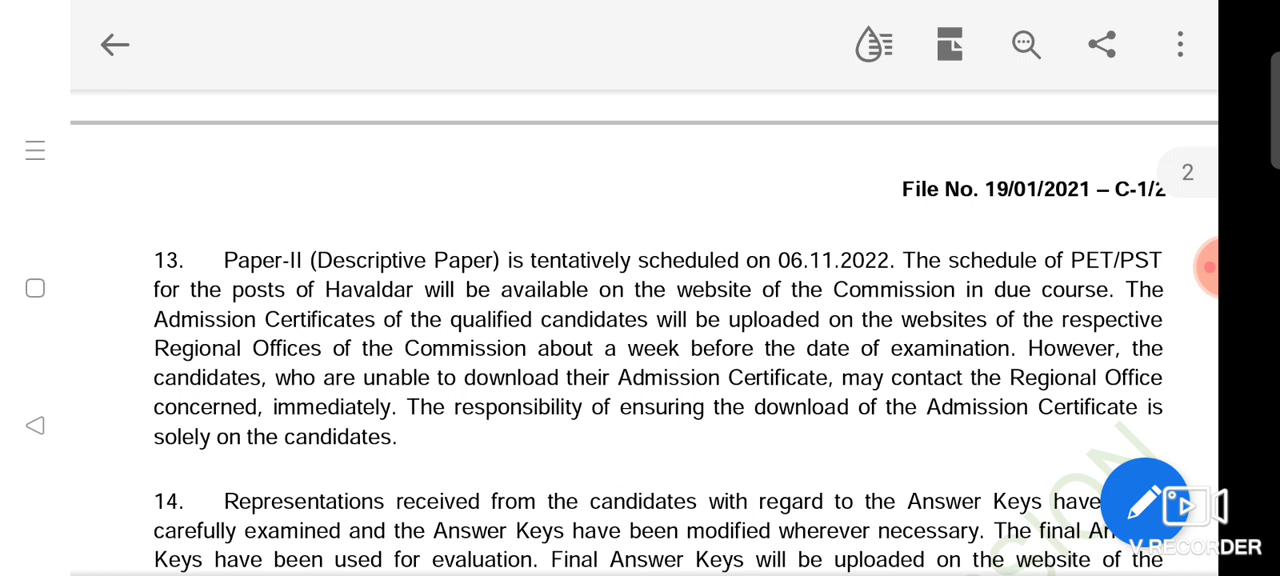 2
File No. 19/01/2021 – C-1/2
13. Paper-II (Descriptive Paper) is tentatively scheduled on 06.11.2022. The schedule of PET/PST
for the posts of Havaldar will be available on the website of the Commission in due course. The
Admission Certificates of the qualified candidates will be uploaded on the websites of the respective
Regional Offices of the Commission about a week before the date of examination. However, the
candidates, who are unable to download their Admission Certificate, may contact the Regional Office
concerned, immediately. The responsibility of ensuring the download of the Admission Certificate is
solely on the candidates.
14. Representations received from the candidates with regard to the Answer Keys have
carefully examined and the Answer Keys have been modified wherever necessary. The final
Keys have been used for evaluation. Final Answer Keys will be uploaded on the website of the
V-RECORDER